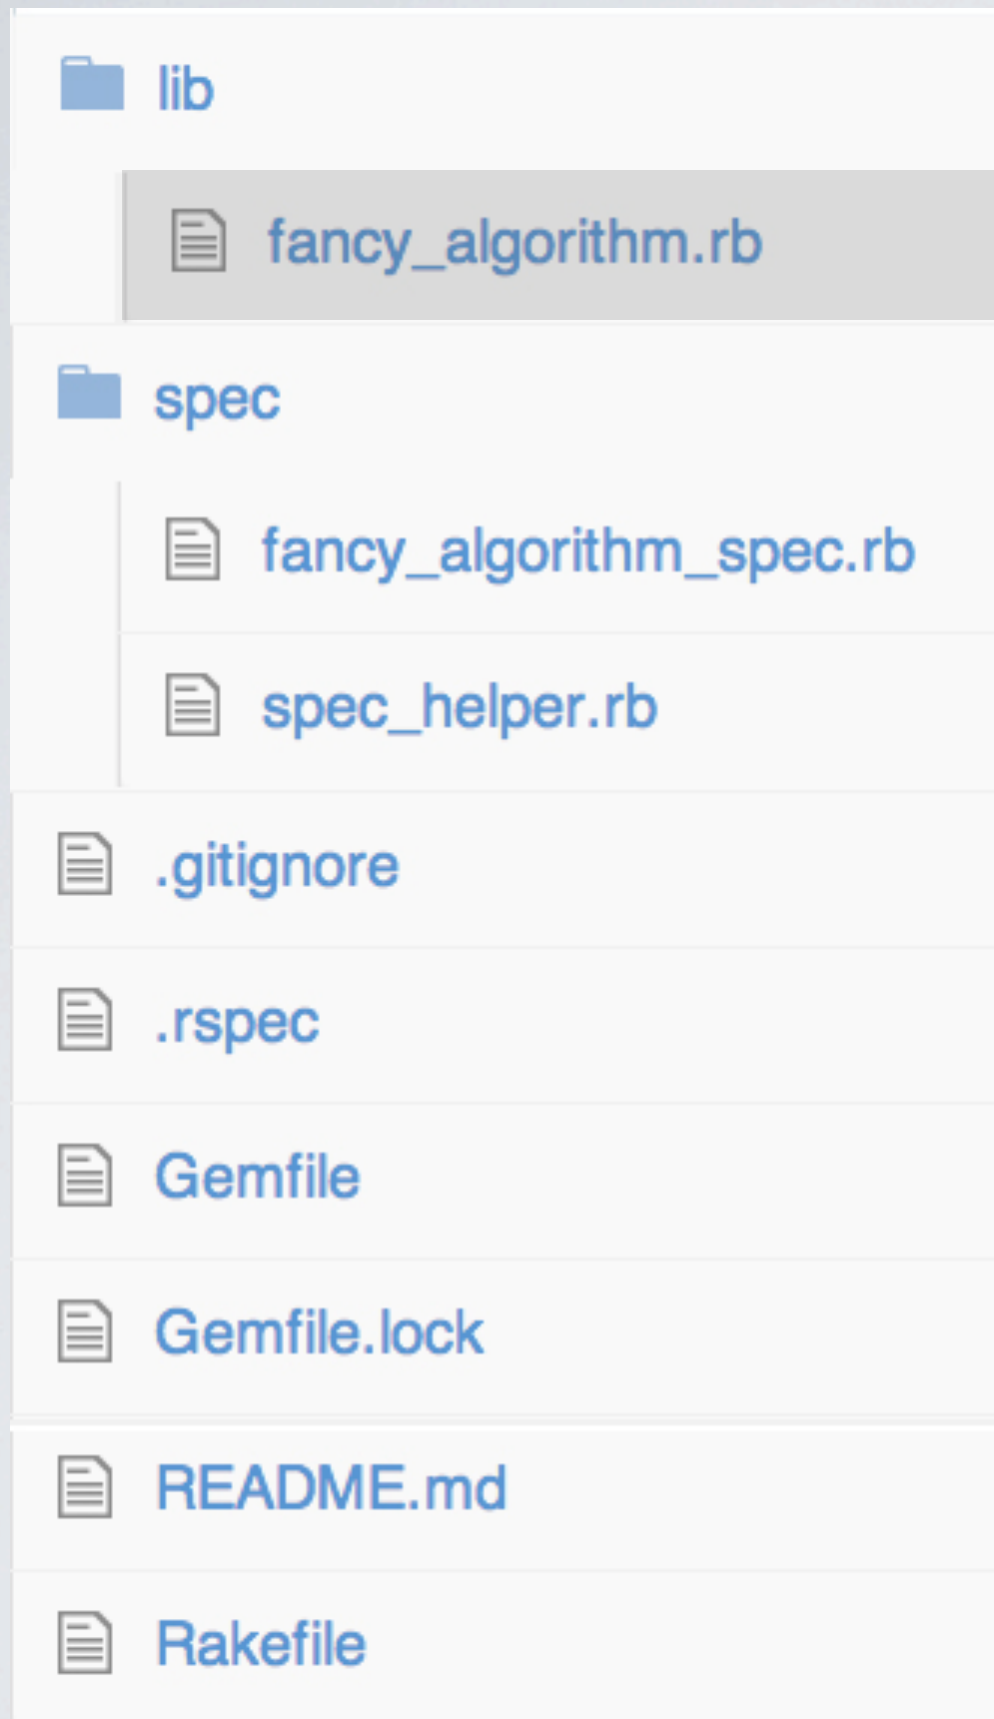 lib
fancy_algorithm.rb
spec
fancy_algorithm_spec.rb
spec_helper.rb
.gitignore
.rspec
Gemfile
Gemfile.lock
README.md
Rakefile